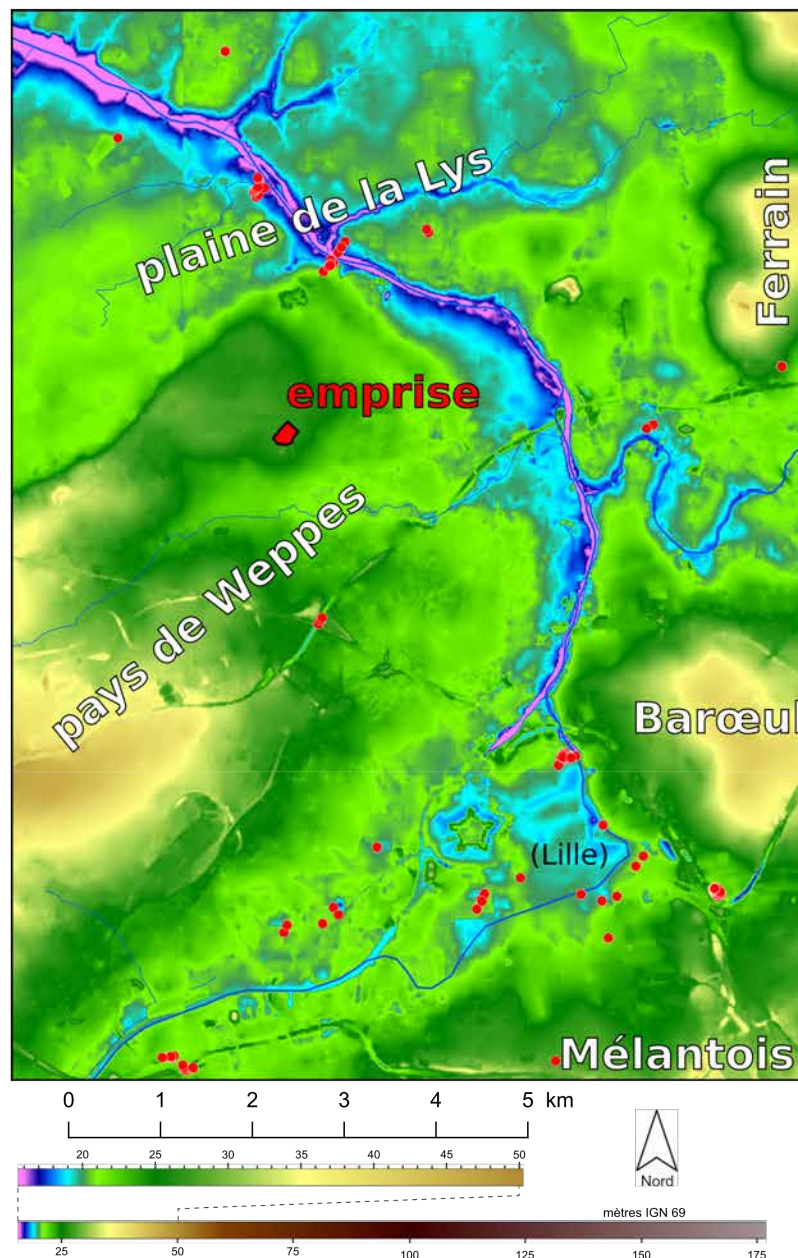 plaine de la Lys
Ferrain
emprise
pays de Weppes
Barœul
(Lille)
Mélantois
0 1 2 3 4 5 km
20 25 30 35 40 45 50
Nord
mètres IGN 69
25 50 75 100 125 150 175